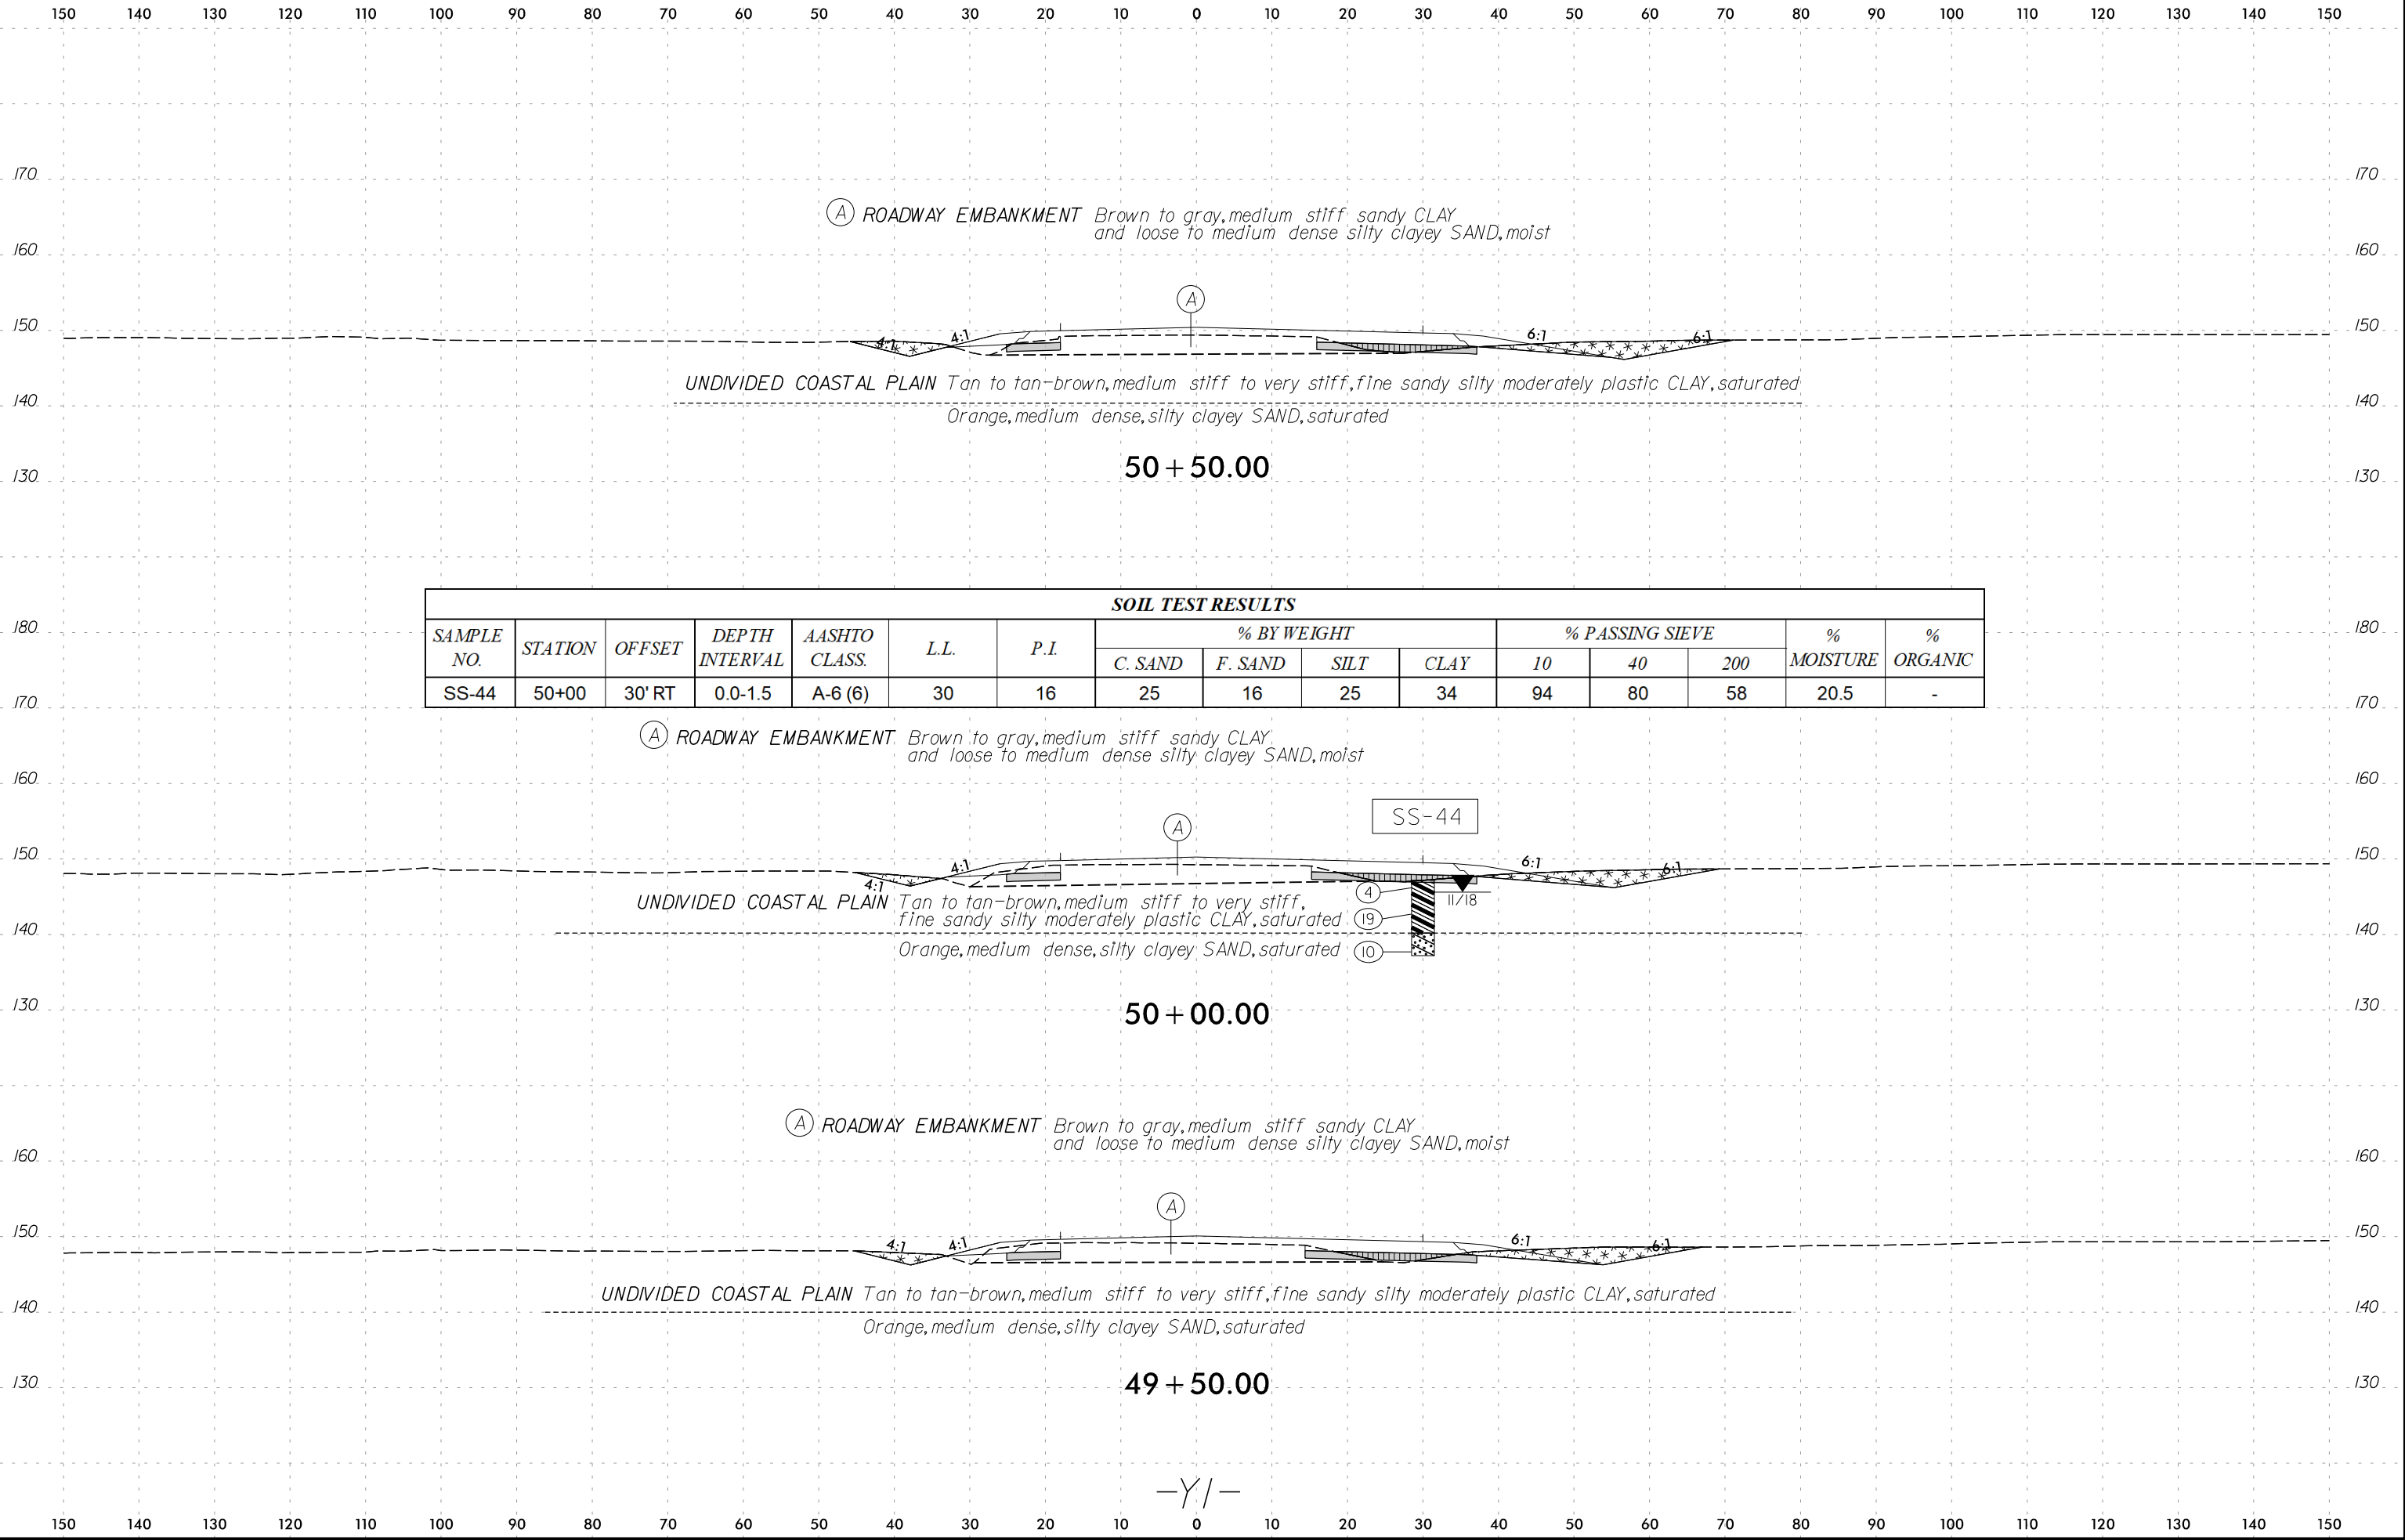 150 140 130 120 110 100 90 80 70 60 50 40 30 20 10 0 10 20 30 40 50 60 70 80 90 100 110 120 130 140 150
170 170
Ⓐ ROADWAY EMBANKMENT Brown to gray, medium stiff sandy CLAY
and loose to medium dense silty clayey SAND, moist
160 160
A
150 150
4:1 4:1 6:1 6:1
UNDIVIDED COASTAL PLAIN Tan to tan-brown, medium stiff to very stiff, fine sandy silty moderately plastic CLAY, saturated
140 140
Orange, medium dense, silty clayey SAND, saturated
50+50.00
130 130
SOIL TEST RESULTS
180 180
SAMPLE NO. STATION OFFSET DEPTH INTERVAL AASHTO CLASS. L.L. P.I. % BY WEIGHT % PASSING SIEVE % MOISTURE % ORGANIC
C. SAND F. SAND SILT CLAY 10 40 200
SS-44 50+00 30' RT 0.0-1.5 A-6 (6) 30 16 25 16 25 34 94 80 58 20.5 -
170 170
Ⓐ ROADWAY EMBANKMENT Brown to gray, medium stiff sandy CLAY
and loose to medium dense silty clayey SAND, moist
160 160
SS-44
A
150 150
4:1 4:1 6:1 6:1
4
11/18
UNDIVIDED COASTAL PLAIN Tan to tan-brown, medium stiff to very stiff,
fine sandy silty moderately plastic CLAY, saturated 19
140 140
Orange, medium dense, silty clayey SAND, saturated 10
50+00.00
130 130
Ⓐ ROADWAY EMBANKMENT Brown to gray, medium stiff sandy CLAY
and loose to medium dense silty clayey SAND, moist
160 160
A
150 150
4:1 4:1 6:1 6:1
UNDIVIDED COASTAL PLAIN Tan to tan-brown, medium stiff to very stiff, fine sandy silty moderately plastic CLAY, saturated
140 140
Orange, medium dense, silty clayey SAND, saturated
49+50.00
130 130
-Y1-
150 140 130 120 110 100 90 80 70 60 50 40 30 20 10 0 10 20 30 40 50 60 70 80 90 100 110 120 130 140 150